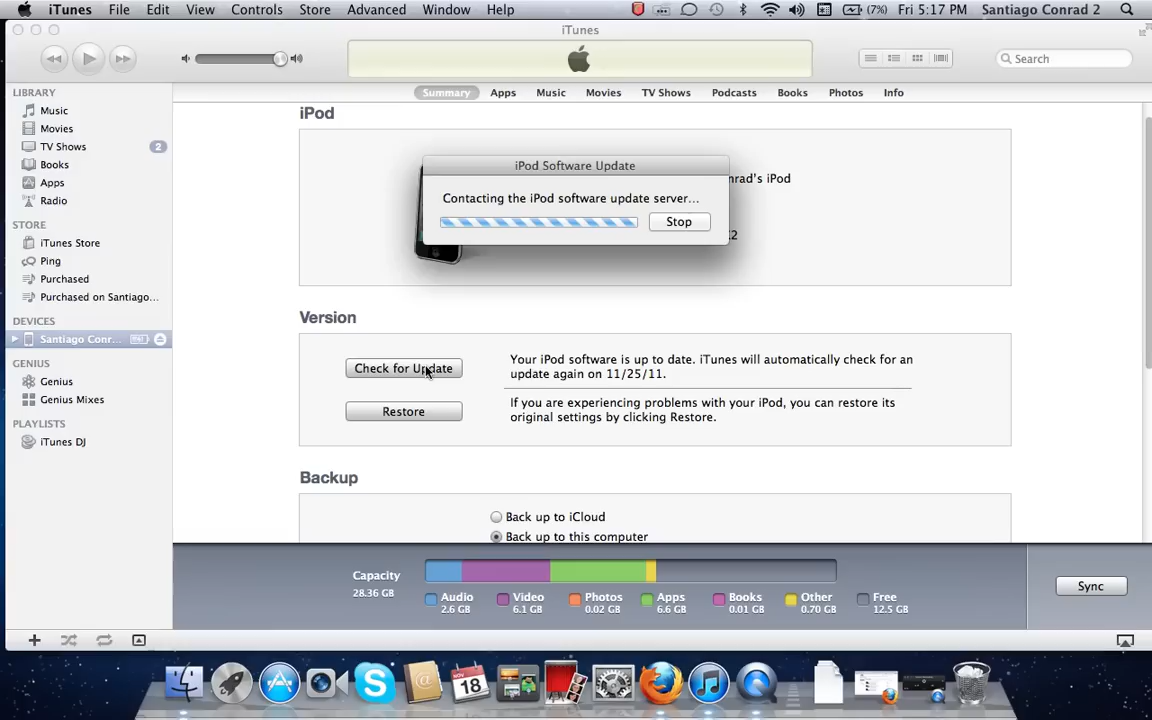 iTunes File Edit View Controls Store Advanced Window Help (7%) Fri 5:17 PM Santiago Conrad 2
iTunes
Search
LIBRARY
Music
Movies
TV Shows 2
Books
Apps
Radio
STORE
iTunes Store
Ping
Purchased
Purchased on Santiago...
DEVICES
Santiago Conr...
GENIUS
Genius
Genius Mixes
PLAYLISTS
iTunes DJ
Summary Apps Music Movies TV Shows Podcasts Books Photos Info
iPod
iPod Software Update
Contacting the iPod software update server...
Stop
nrad's iPod
Version
Check for Update
Your iPod software is up to date. iTunes will automatically check for an
update again on 11/25/11.
Restore
If you are experiencing problems with your iPod, you can restore its
original settings by clicking Restore.
Backup
Back up to iCloud
Back up to this computer
Capacity
28.36 GB
Audio
2.6 GB
Video
6.1 GB
Photos
0.02 GB
Apps
6.6 GB
Books
0.01 GB
Other
0.70 GB
Free
12.5 GB
Sync
NOV
18